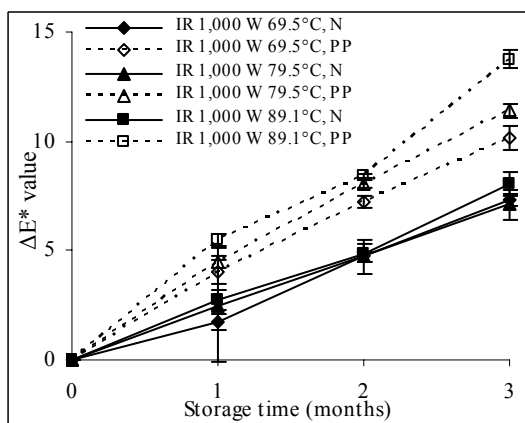 15
10
5
0
ΔE* value
IR 1,000 W 69.5°C, N
IR 1,000 W 69.5°C, PP
IR 1,000 W 79.5°C, N
IR 1,000 W 79.5°C, PP
IR 1,000 W 89.1°C, N
IR 1,000 W 89.1°C, PP
0 1 2 3
Storage time (months)